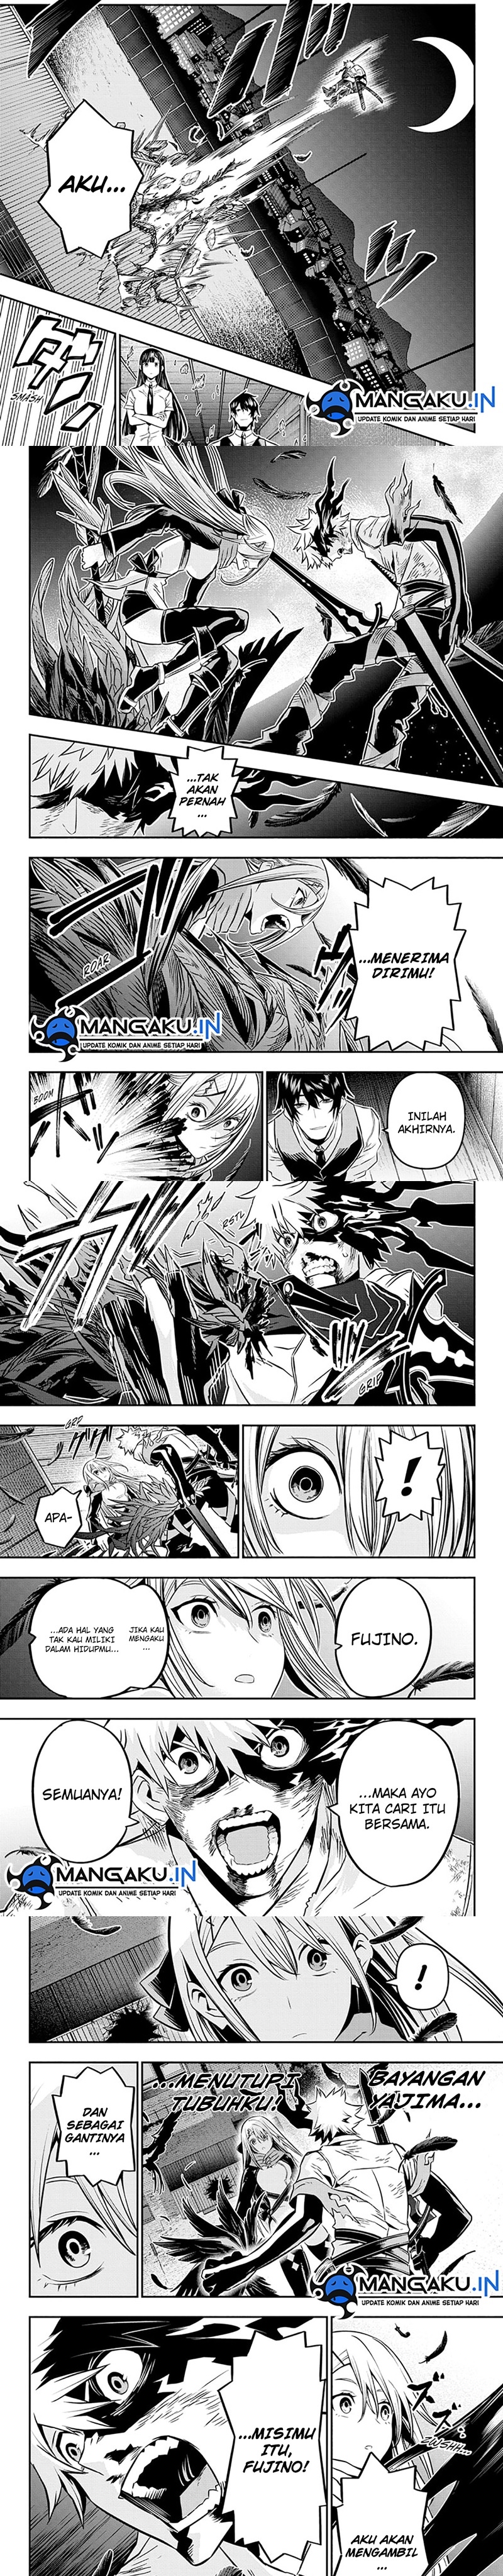 AKU...
ダンッ
SMASH
MANGAKU.IN
UPDATE KOMIK DAN ANIME SETIAP HARI
...TAK
AKAN
PERNAH
...
...MENERIMA
DIRIMU!
ROAR
MANGAKU.IN
UPDATE KOMIK DAN ANIME SETIAP HARI
INILAH
AKHIRNYA.
BOOM
RSTL
GRIP
GRP
!
APA-
FUJINO.
JIKA KAU
MENGAKU
...
...ADA HAL YANG
TAK KAU MILIKI
DALAM HIDUPMU...
...MAKA AYO
KITA CARI ITU
BERSAMA.
SEMUANYA!
MANGAKU.IN
UPDATE KOMIK DAN ANIME SETIAP HARI
!
BAYANGAN
YAJIMA...
...MENUTUPI
TUBUHKU!
DAN
SEBAGAI
GANTINYA
...
MANGAKU.IN
UPDATE KOMIK DAN ANIME SETIAP HARI
AKU AKAN
MENGAMBIL
...
...MISIMU
ITU,
FUJINO!